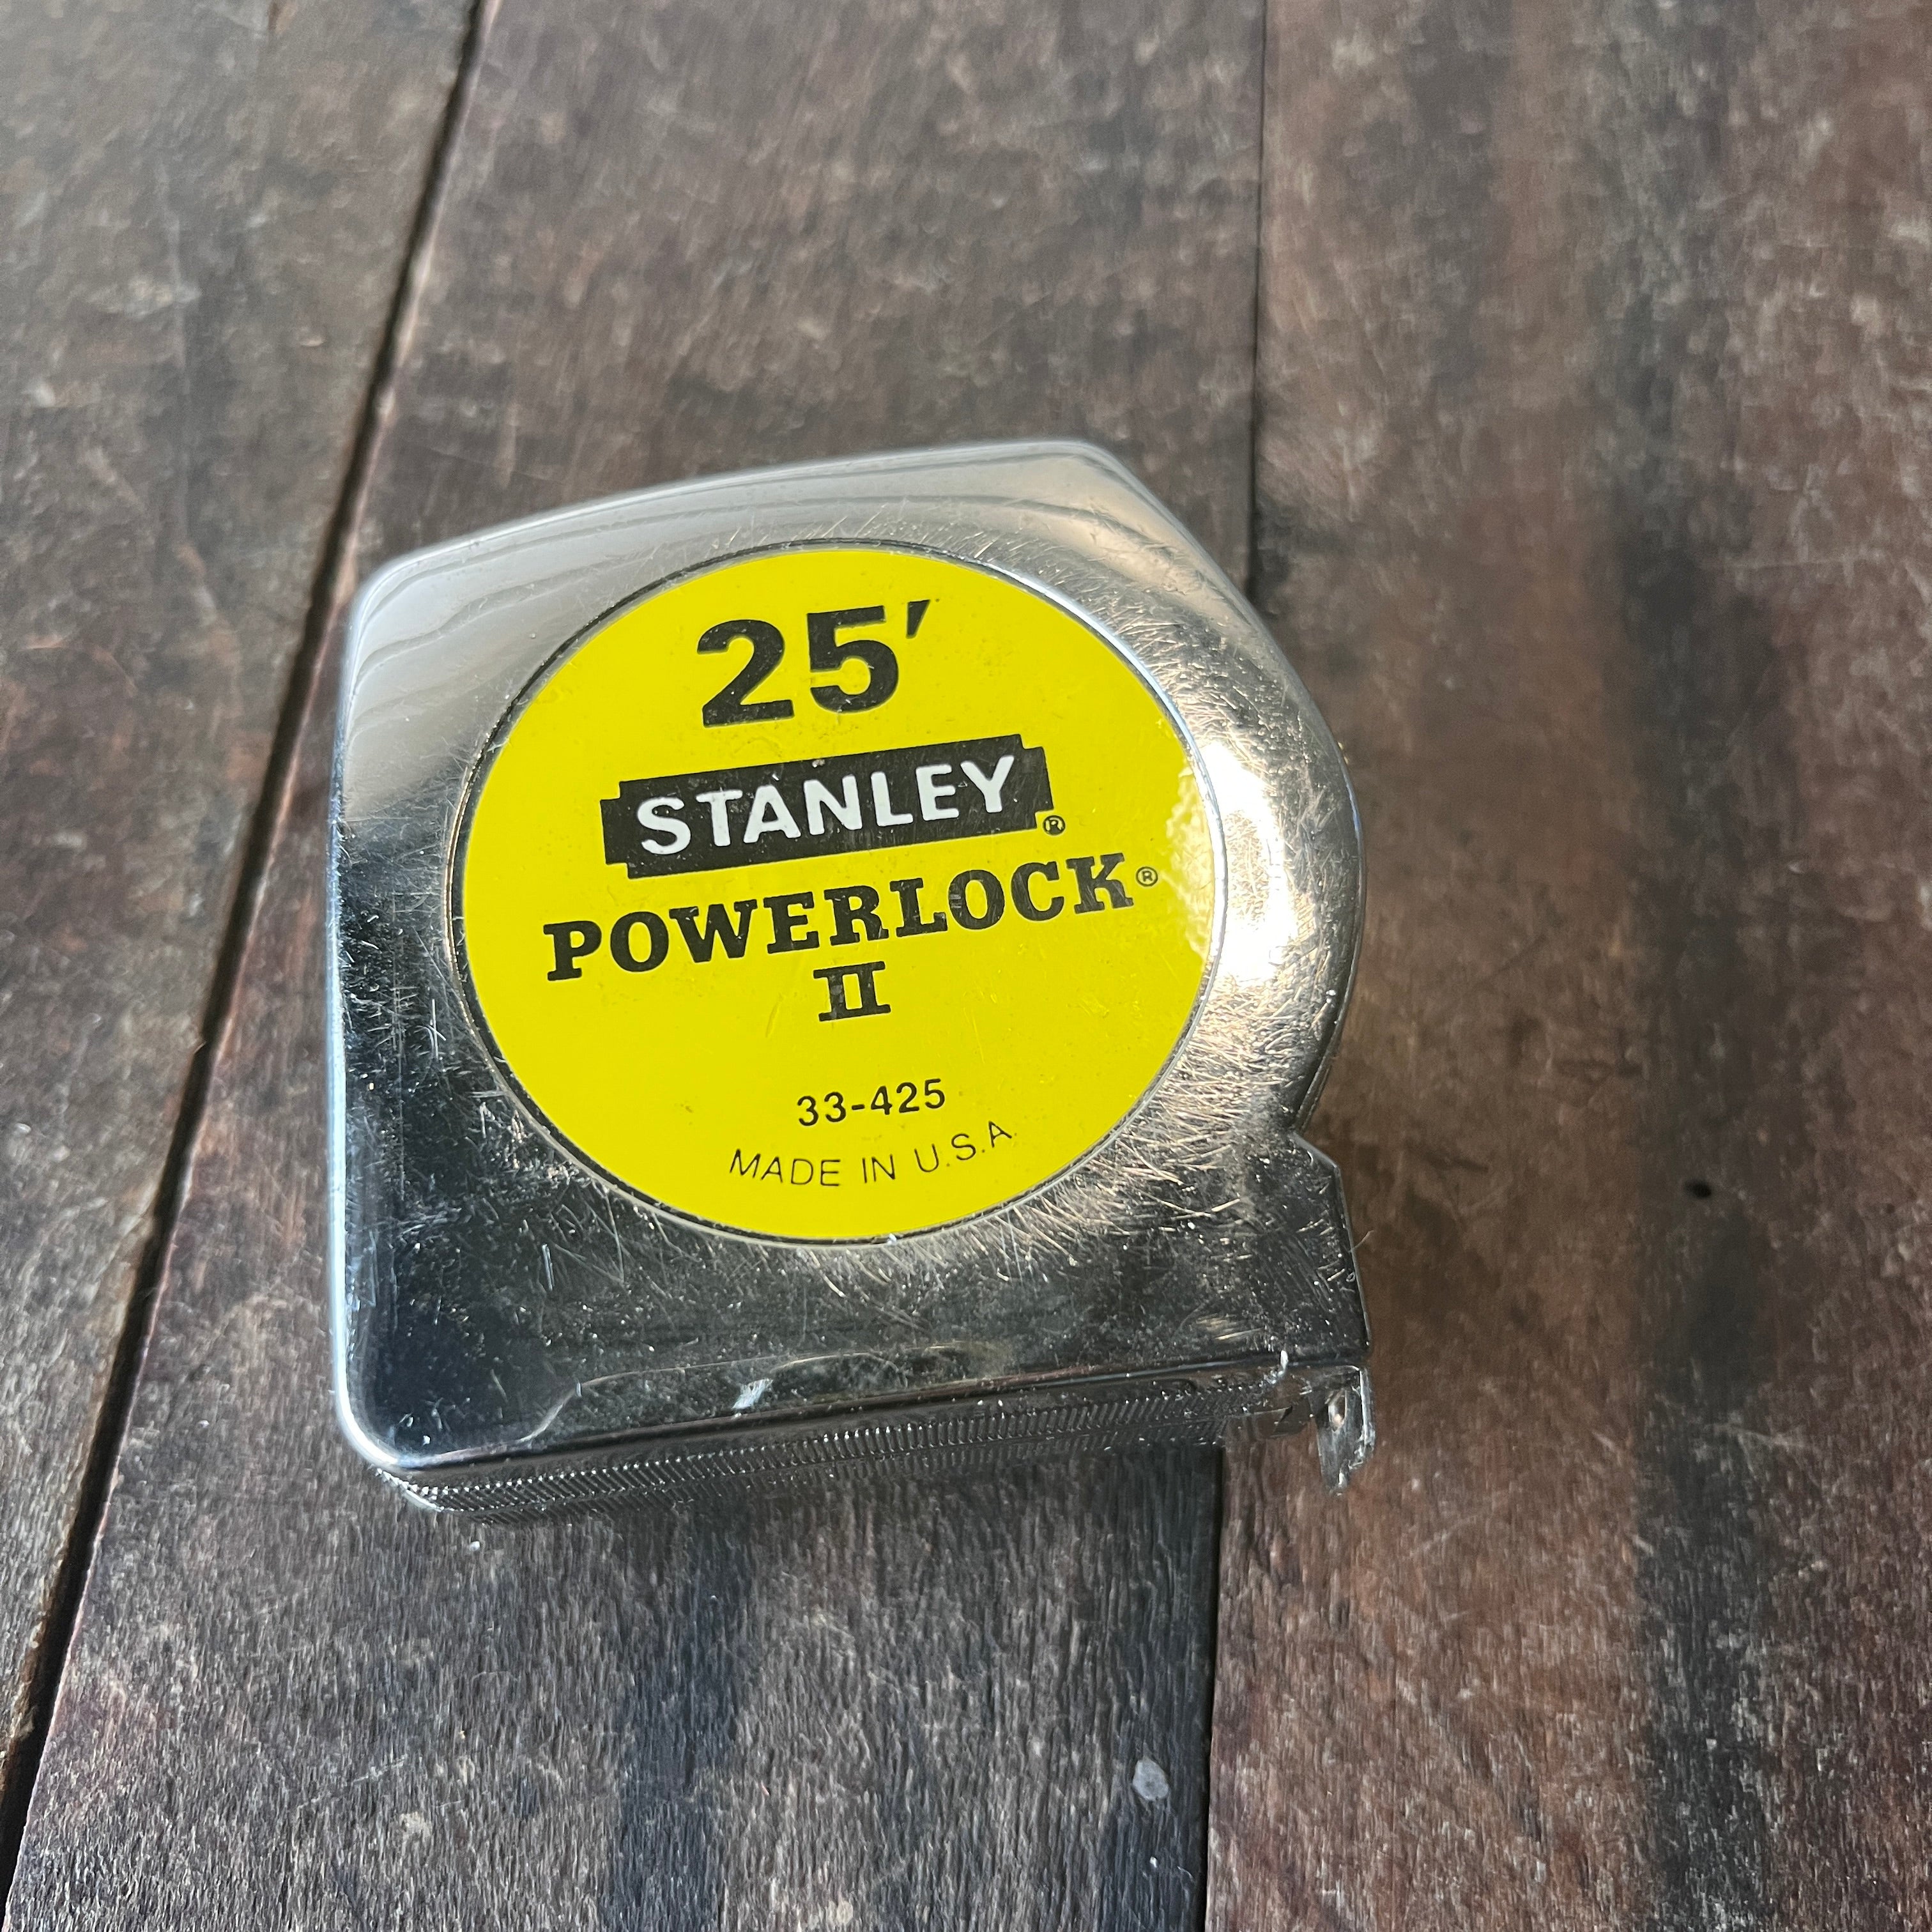 25'
STANLEY®
POWERLOCK®
II
33-425
MADE IN U.S.A